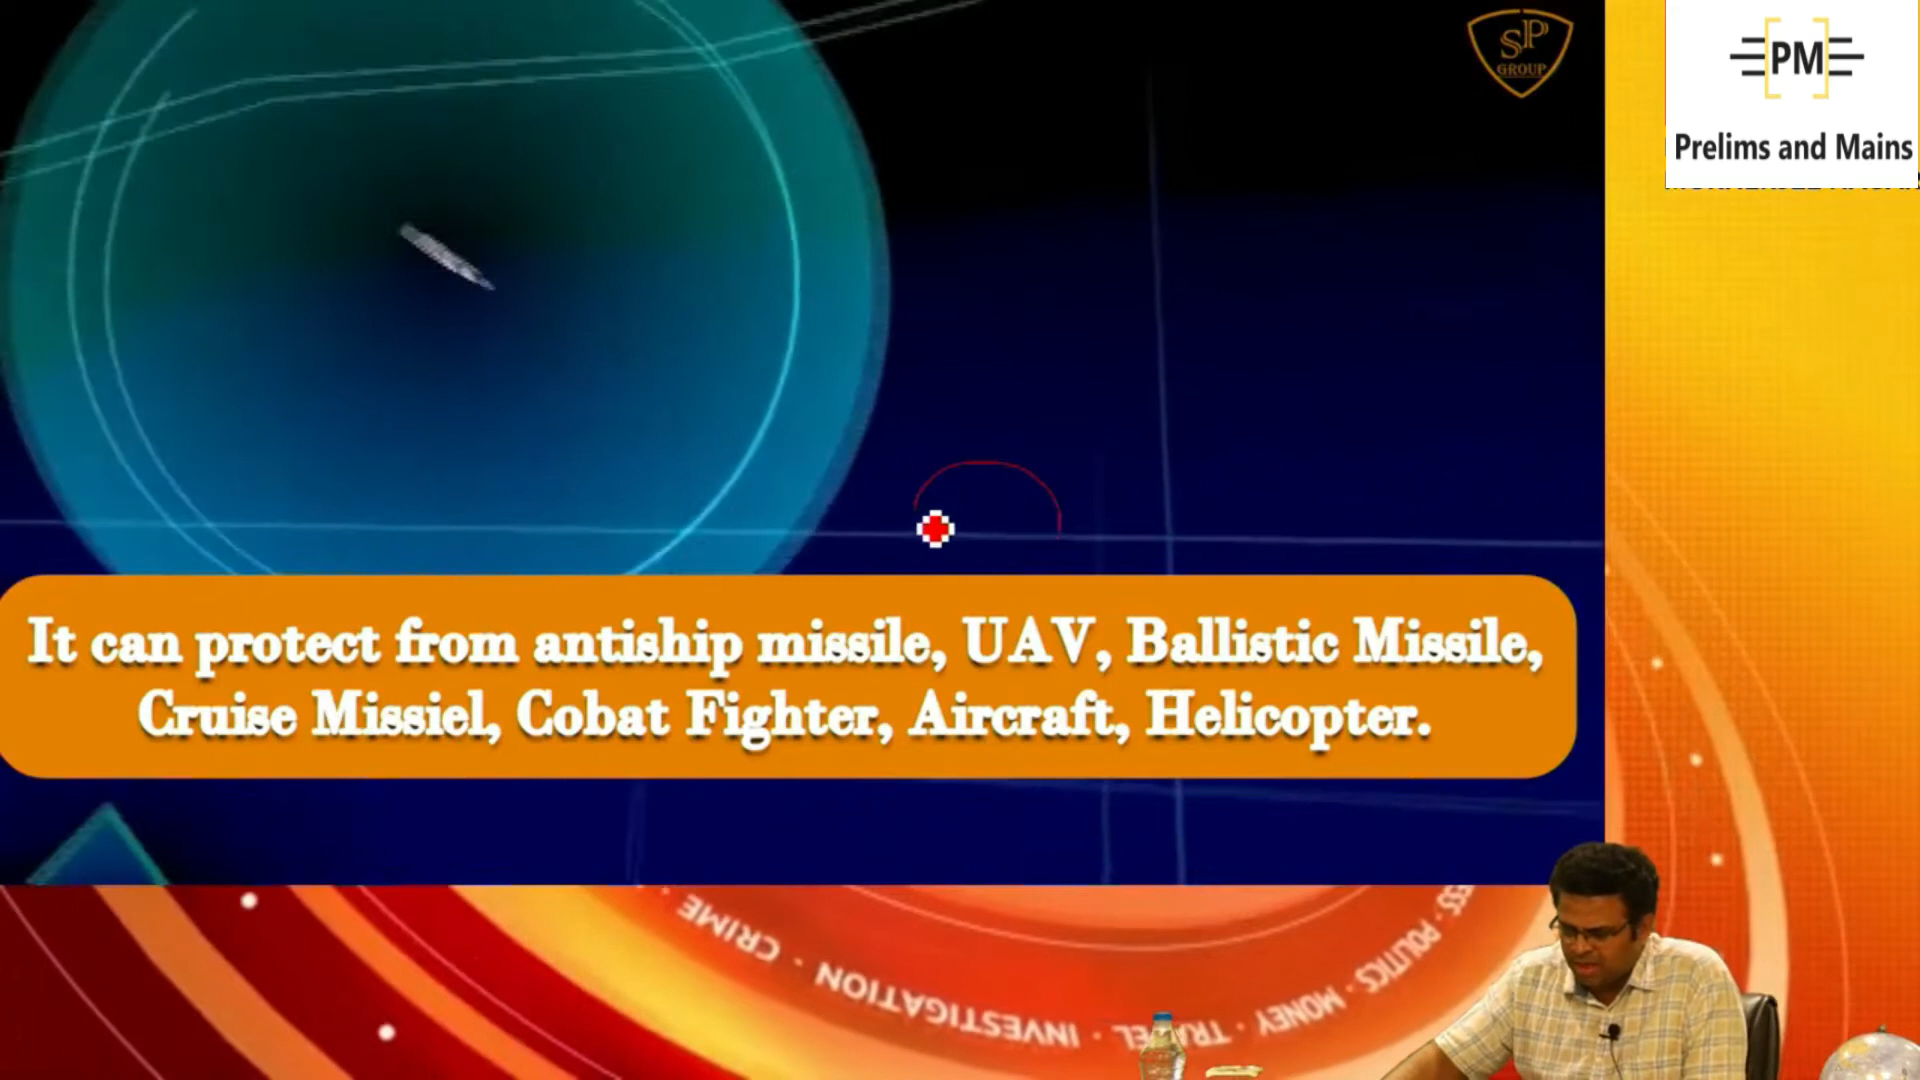 SP
GROUP
PM
Prelims and Mains
It can protect from antiship missile, UAV, Ballistic Missile,
Cruise Missiel, Cobat Fighter, Aircraft, Helicopter.
CRIME · INVESTIGATION · TRAVEL · MONEY · POLITICS ·